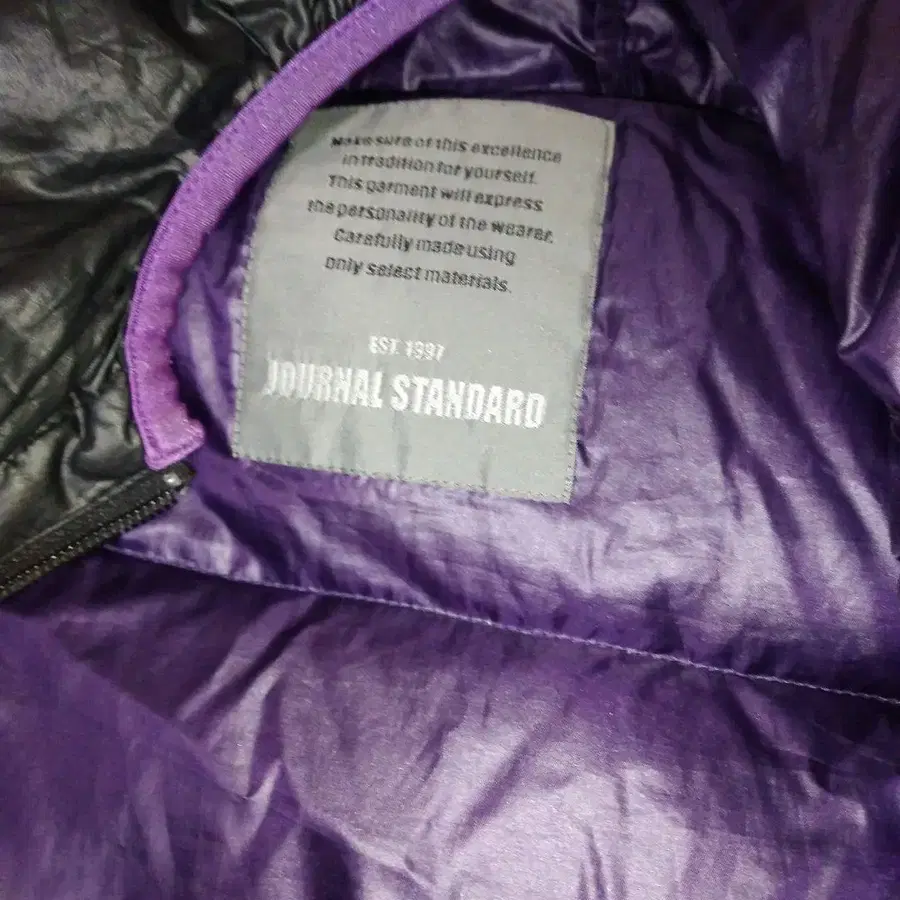 Make sure of this excellence
in tradition for yourself.
This garment will express
the personality of the wearer.
Carefully made using
only select materials.
EST. 1997
JOURNAL STANDARD